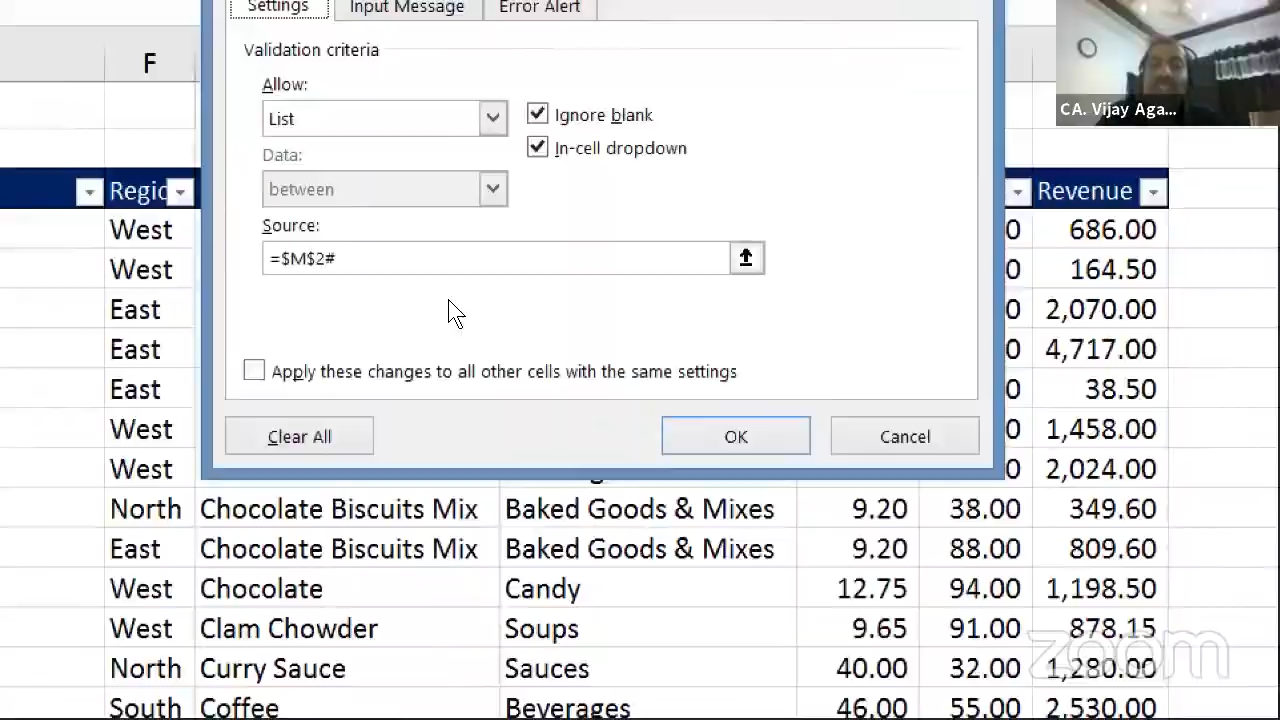 Settings
Input Message
Error Alert
Validation criteria
F
Allow:
List
Ignore blank
CA. Vijay Aga...
Data:
In-cell dropdown
between
Regic
Revenue
Source:
West
0
686.00
=$M$2#
West
0
164.50
East
0
2,070.00
East
0
4,717.00
Apply these changes to all other cells with the same settings
East
0
38.50
Clear All
OK
Cancel
West
0
1,458.00
West
0
2,024.00
North Chocolate Biscuits Mix Baked Goods & Mixes 9.20 38.00 349.60
East Chocolate Biscuits Mix Baked Goods & Mixes 9.20 88.00 809.60
West Chocolate Candy 12.75 94.00 1,198.50
West Clam Chowder Soups 9.65 91.00 878.15
North Curry Sauce Sauces 40.00 32.00 1,280.00
South Coffee Beverages 46.00 55.00 2,530.00
zoom